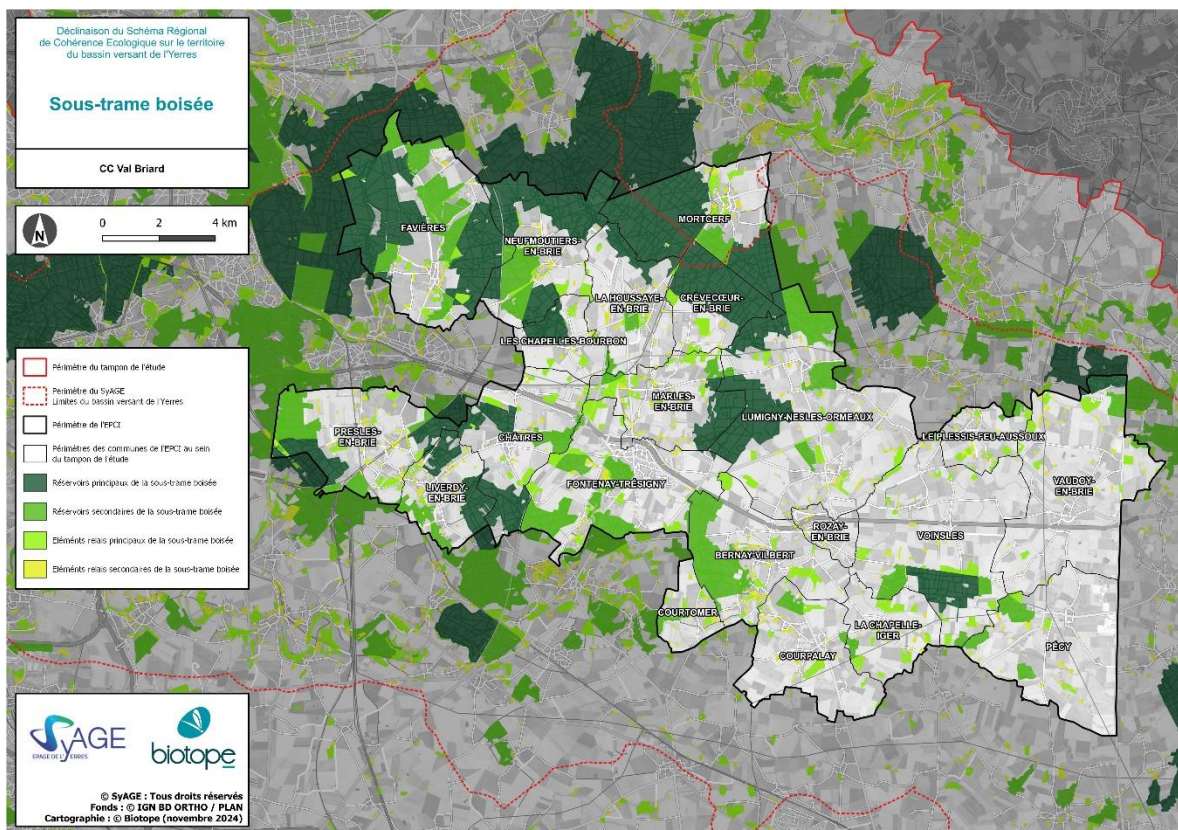 Déclinaison du Schéma Régional
de Cohérence Ecologique sur le territoire
du bassin versant de l'Yerres
Sous-trame boisée
CC Val Briard
N
0 2 4 km
Périmètre du tampon de l'étude
Perimètre du SyAGE
Limites du bassin versant de l'Yerres
Périmètre de l'EPCI
Périmètres des communes de l'EPCI au sein
du tampon de l'étude
Réservoirs principaux de la sous-trame boisée
Réservoirs secondaires de la sous-trame boisée
Eléments relais principaux de la sous-trame boisée
Eléments relais secondaires de la sous-trame boisée
FAVIÈRES
MORTCERF
NEUFMOUTIERS-
EN-BRIE
LA HOUSSAYE-
EN-BRIE
CRÈVECŒUR-
EN-BRIE
LES CHAPELLES-BOURBON
MARLES-
EN-BRIE
LUMIGNY-NESLES-ORMEAUX
PRESLES-
EN-BRIE
CHÂTRES
LE PLESSIS-FEU-AUSSOUX
LIVERDY-
EN-BRIE
FONTENAY-TRÉSIGNY
VAUDOY-
EN-BRIE
ROZAY-
EN-BRIE
VOINSLES
BERNAY-VILBERT
COURTOMER
LA CHAPELLE-
IGER
COURPALAY
PÉCY
SyAGE
EPAGE DE L'YERRES
biotope
© SyAGE : Tous droits réservés
Fonds : © IGN BD ORTHO / PLAN
Cartographie : © Biotope (novembre 2024)